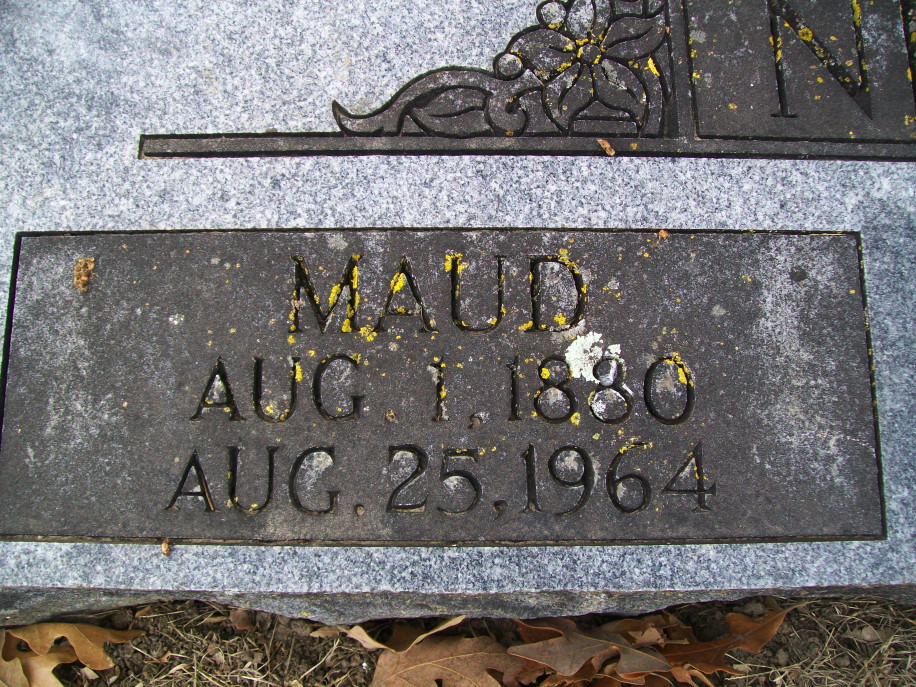 N
MAUD
AUG. 1, 1880
AUG. 25, 1964